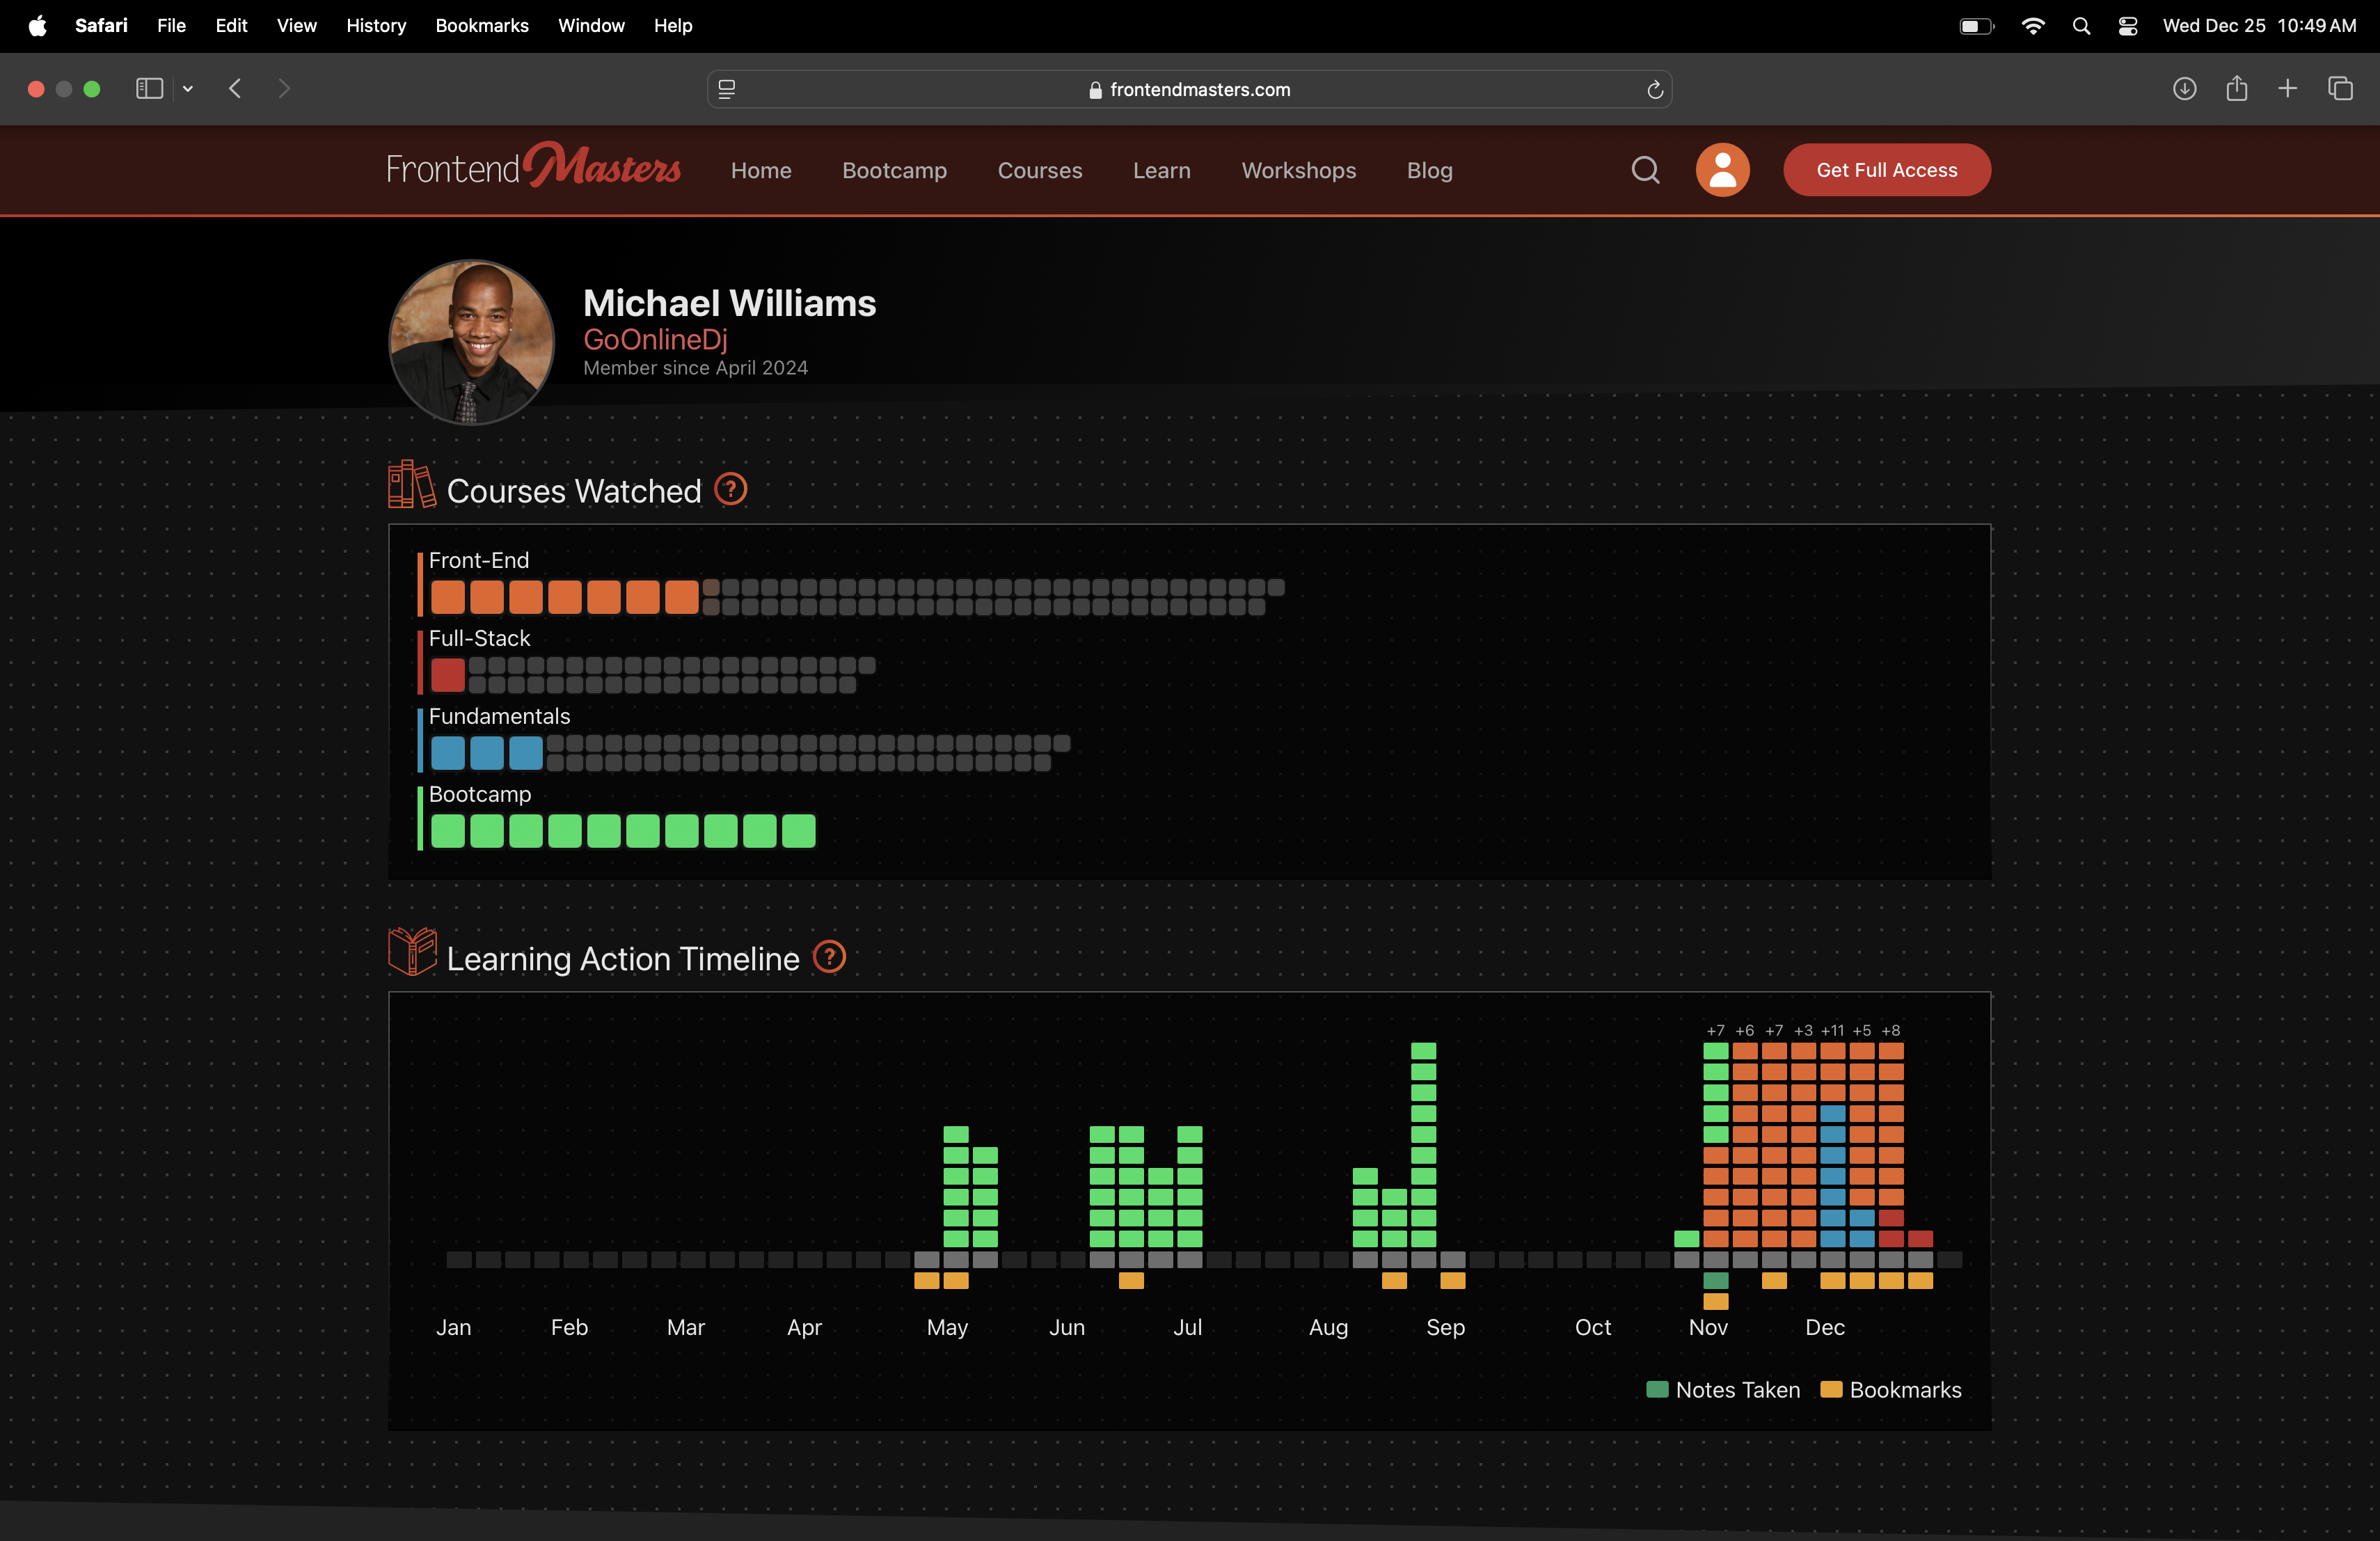 Safari File Edit View History Bookmarks Window Help Wed Dec 25 10:49 AM
frontendmasters.com
Frontend Masters Home Bootcamp Courses Learn Workshops Blog Get Full Access
Michael Williams
GoOnlineDj
Member since April 2024
Courses Watched ?
Front-End
Full-Stack
Fundamentals
Bootcamp
Learning Action Timeline ?
+7 +6 +7 +3 +11 +5 +8
Jan Feb Mar Apr May Jun Jul Aug Sep Oct Nov Dec
Notes Taken Bookmarks